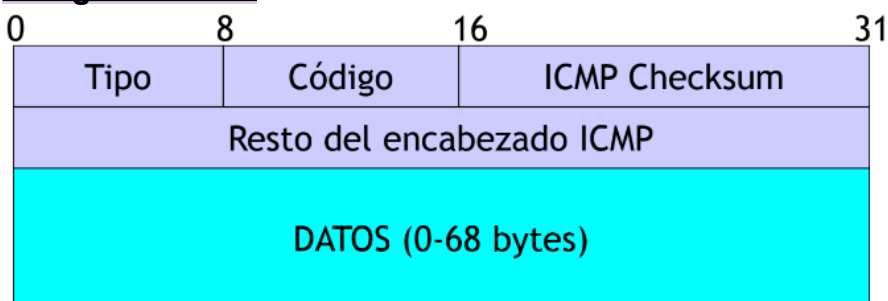 0 8 16 31
Tipo Código ICMP Checksum
Resto del encabezado ICMP
DATOS (0-68 bytes)